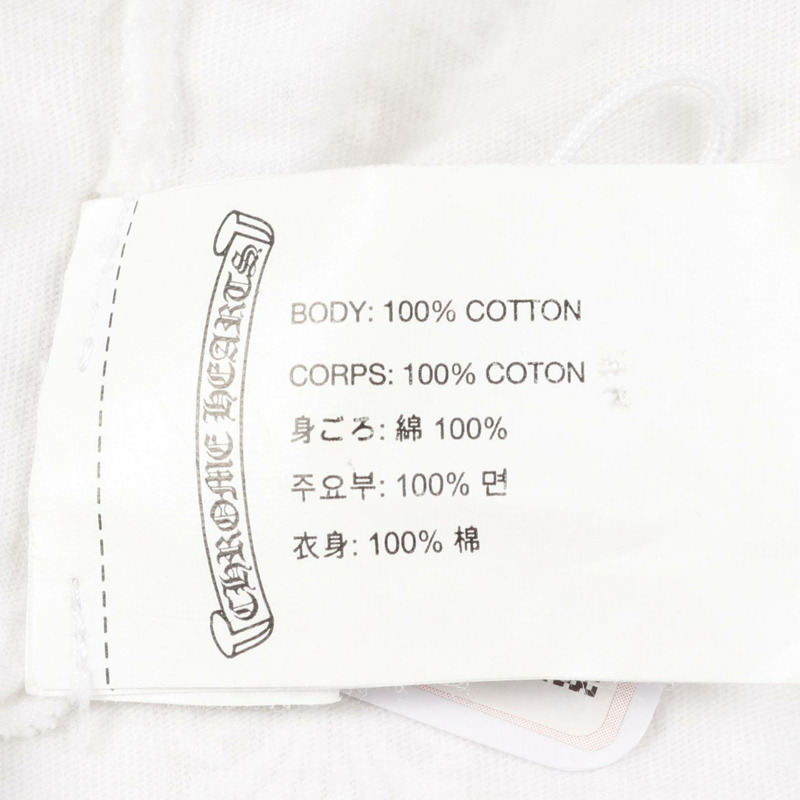 CHROME HEARTS
BODY: 100% COTTON
CORPS: 100% COTON
身ごろ: 綿 100%
주요부: 100% 면
衣身: 100% 棉